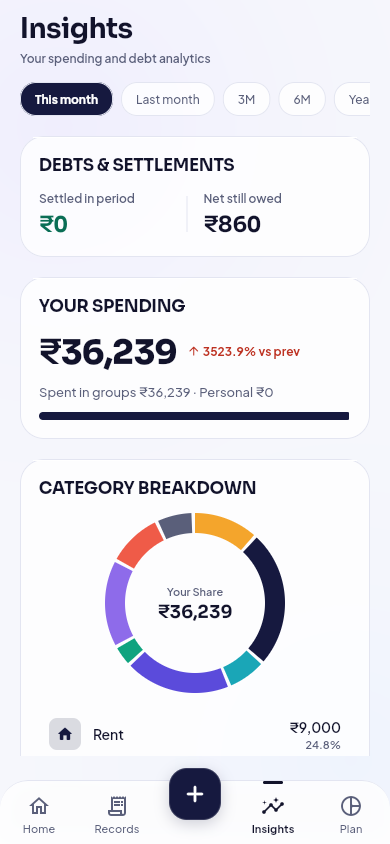 Insights
Your spending and debt analytics
This month
Last month
3M
6M
Yea
DEBTS & SETTLEMENTS
Settled in period
Net still owed
₹0
₹860
YOUR SPENDING
₹36,239
↑ 3523.9% vs prev
Spent in groups ₹36,239 · Personal ₹0
CATEGORY BREAKDOWN
Your Share
₹36,239
Rent
₹9,000
24.8%
Home
Records
Insights
Plan